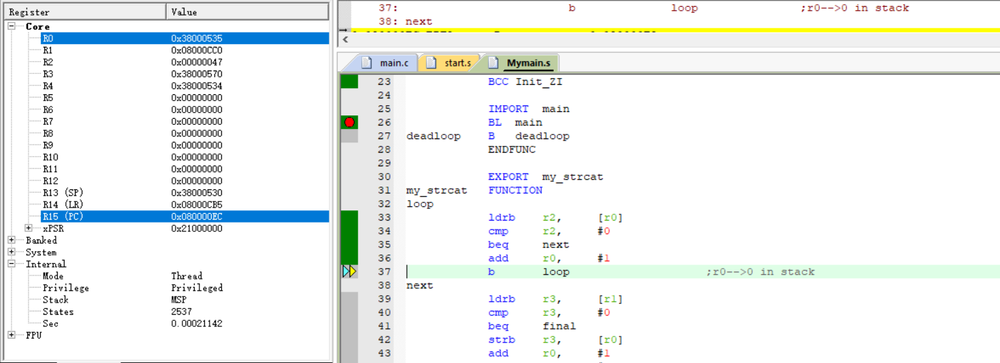 Register Value
Core
R0 0x38000535
R1 0x08000CC0
R2 0x00000047
R3 0x38000570
R4 0x38000534
R5 0x00000000
R6 0x00000000
R7 0x00000000
R8 0x00000000
R9 0x00000000
R10 0x00000000
R11 0x00000000
R12 0x00000000
R13 (SP) 0x38000530
R14 (LR) 0x08000CB5
R15 (PC) 0x080000EC
xPSR 0x21000000
Banked
System
Internal
Mode Thread
Privilege Privileged
Stack MSP
States 2537
Sec 0.00021142
FPU
37: b loop ;r0-->0 in stack
38: next
main.c start.s Mymain.s
23 BCC Init_ZI
24
25 IMPORT main
26 BL main
27 deadloop B deadloop
28 ENDFUNC
29
30 EXPORT my_strcat
31 my_strcat FUNCTION
32 loop
33 ldrb r2, [r0]
34 cmp r2, #0
35 beq next
36 add r0, #1
37 b loop ;r0-->0 in stack
38 next
39 ldrb r3, [r1]
40 cmp r3, #0
41 beq final
42 strb r3, [r0]
43 add r0, #1